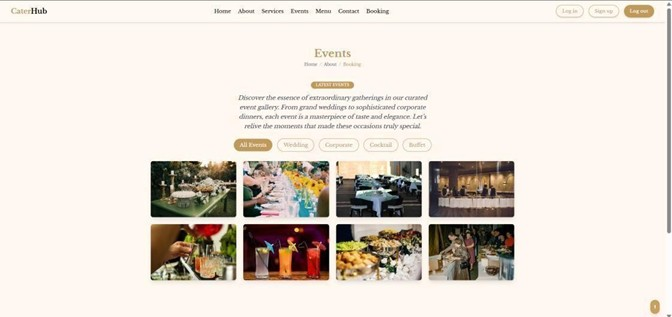 CaterHub
Home About Services Events Menu Contact Booking
Log in Sign up Log out
Events
Home / About / Booking
LATEST EVENTS
Discover the essence of extraordinary gatherings in our curated
event gallery. From grand weddings to sophisticated corporate
dinners, each event is a masterpiece of taste and elegance. Let's
relive the moments that made these occasions truly special.
All Events Wedding Corporate Cocktail Buffet